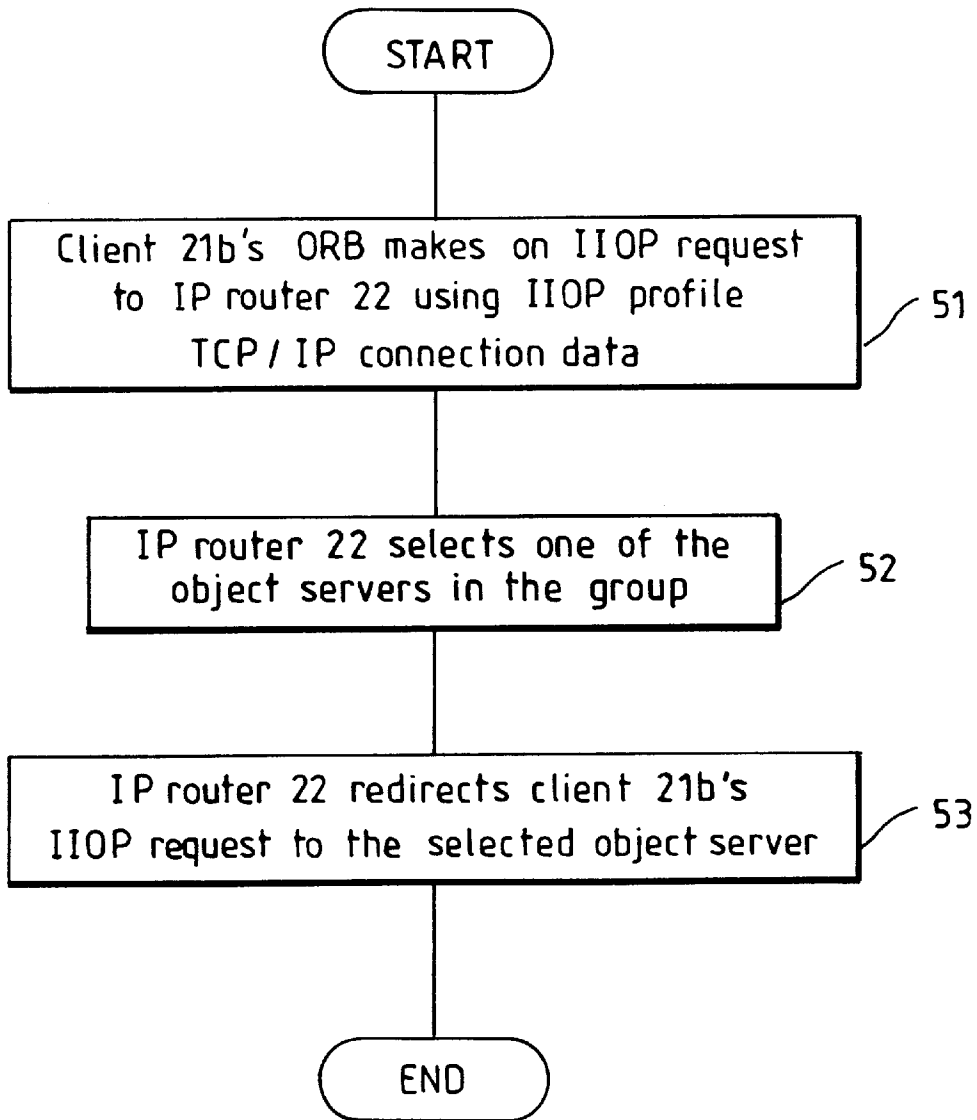 START
Client 21b's ORB makes on IIOP request
to IP router 22 using IIOP profile
TCP / IP connection data
51
IP router 22 selects one of the
object servers in the group
52
IP router 22 redirects client 21b's
IIOP request to the selected object server
53
END